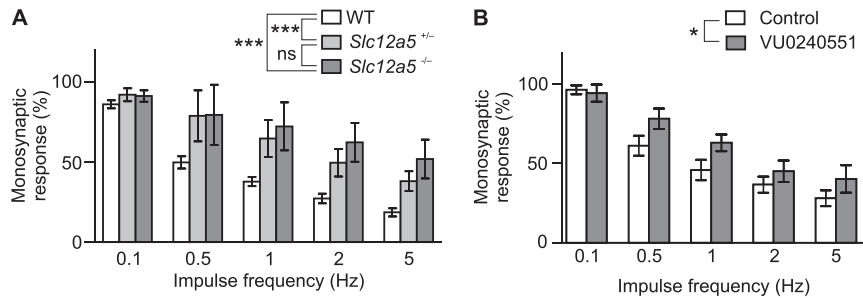 A
WT
***
***
Slc12a5 +/–
ns
Slc12a5 –/–
Monosynaptic
response (%)
100
50
0
0.1 0.5 1 2 5
Impulse frequency (Hz)
B
Control
*
VU0240551
Monosynaptic
response (%)
100
50
0
0.1 0.5 1 2 5
Impulse frequency (Hz)